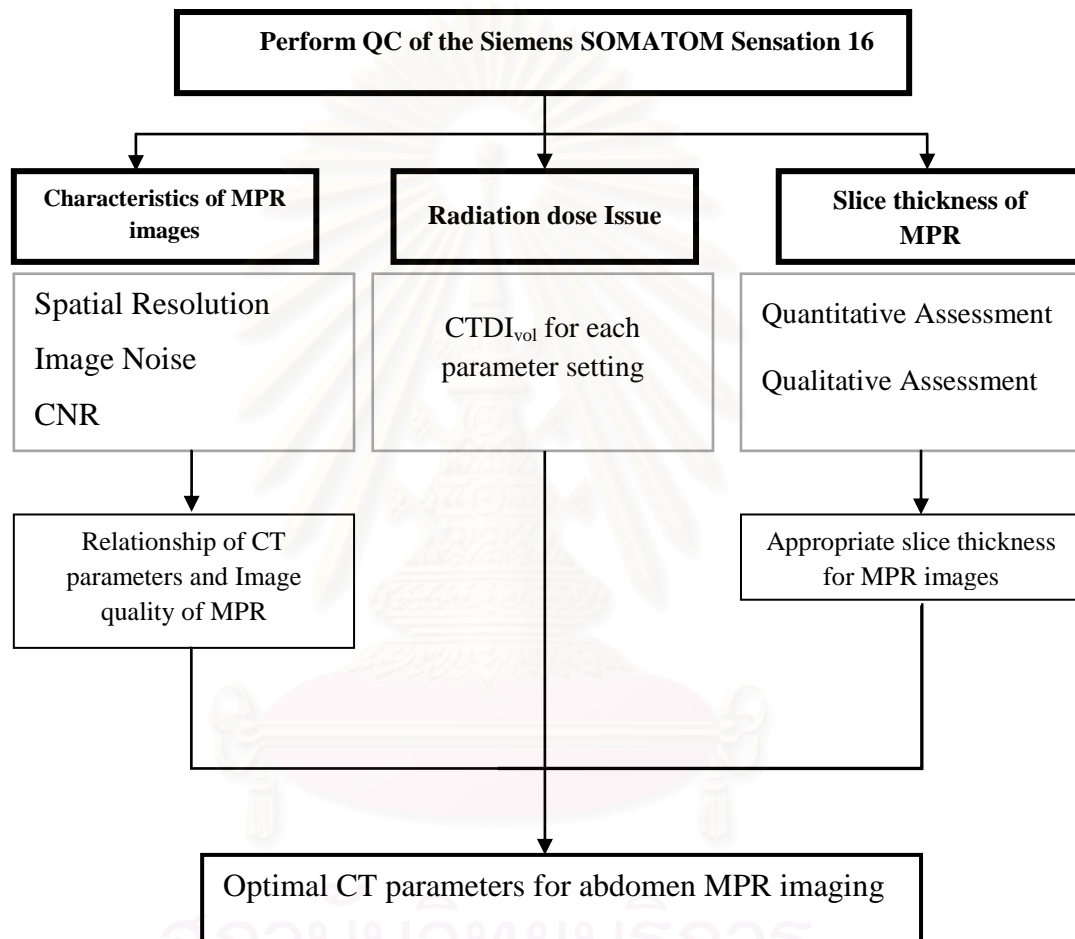 Perform QC of the Siemens SOMATOM Sensation 16
Characteristics of MPR
images
Radiation dose Issue
Slice thickness of
MPR
Spatial Resolution
Image Noise
CNR
CTDIvol for each
parameter setting
Quantitative Assessment
Qualitative Assessment
Relationship of CT
parameters and Image
quality of MPR
Appropriate slice thickness
for MPR images
Optimal CT parameters for abdomen MPR imaging